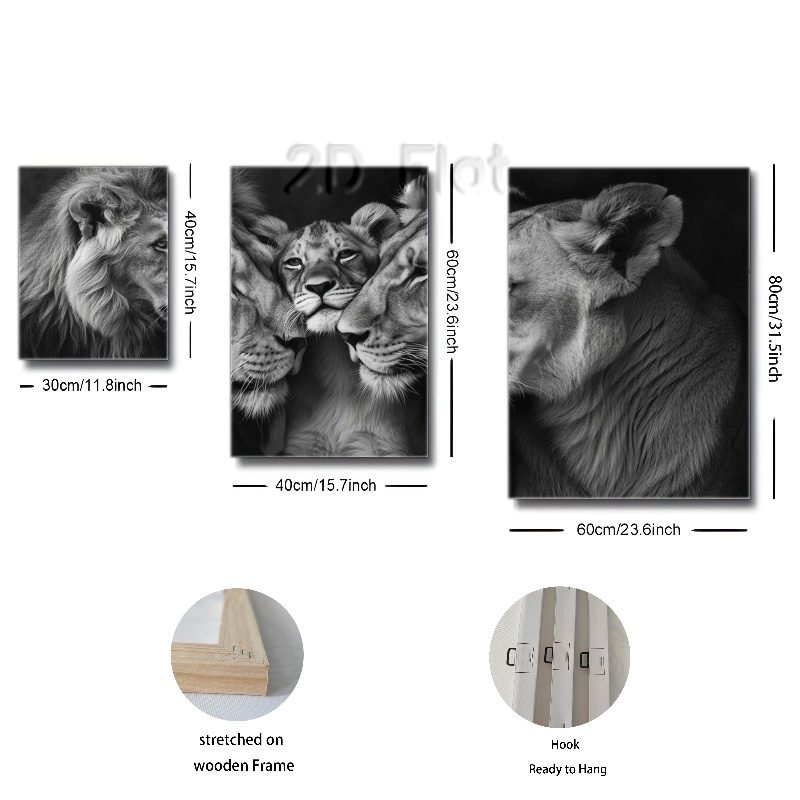 2D Flat
40cm/15.7inch
60cm/23.6inch
80cm/31.5inch
30cm/11.8inch
40cm/15.7inch
60cm/23.6inch
stretched on
wooden Frame
Hook
Ready to Hang